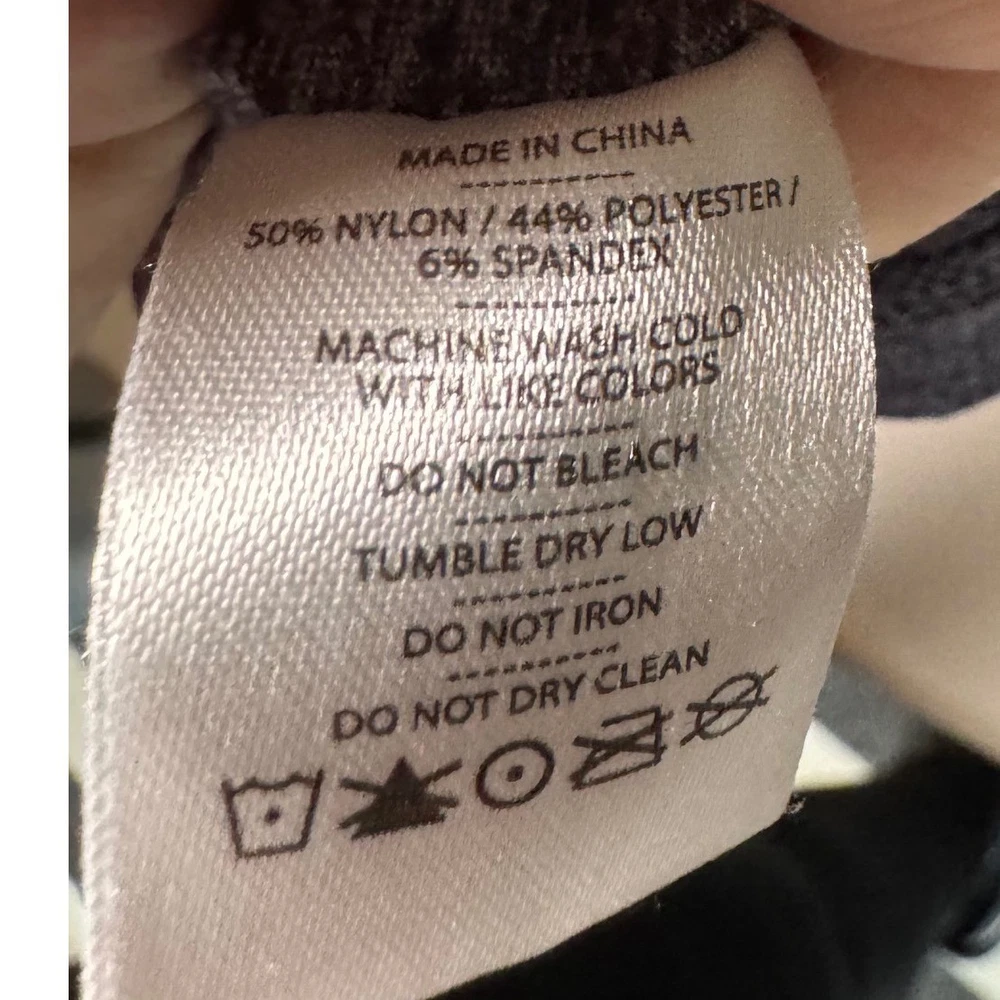 MADE IN CHINA
----------
50% NYLON / 44% POLYESTER /
6% SPANDEX
----------
MACHINE WASH COLD
WITH LIKE COLORS
----------
DO NOT BLEACH
----------
TUMBLE DRY LOW
----------
DO NOT IRON
----------
DO NOT DRY CLEAN